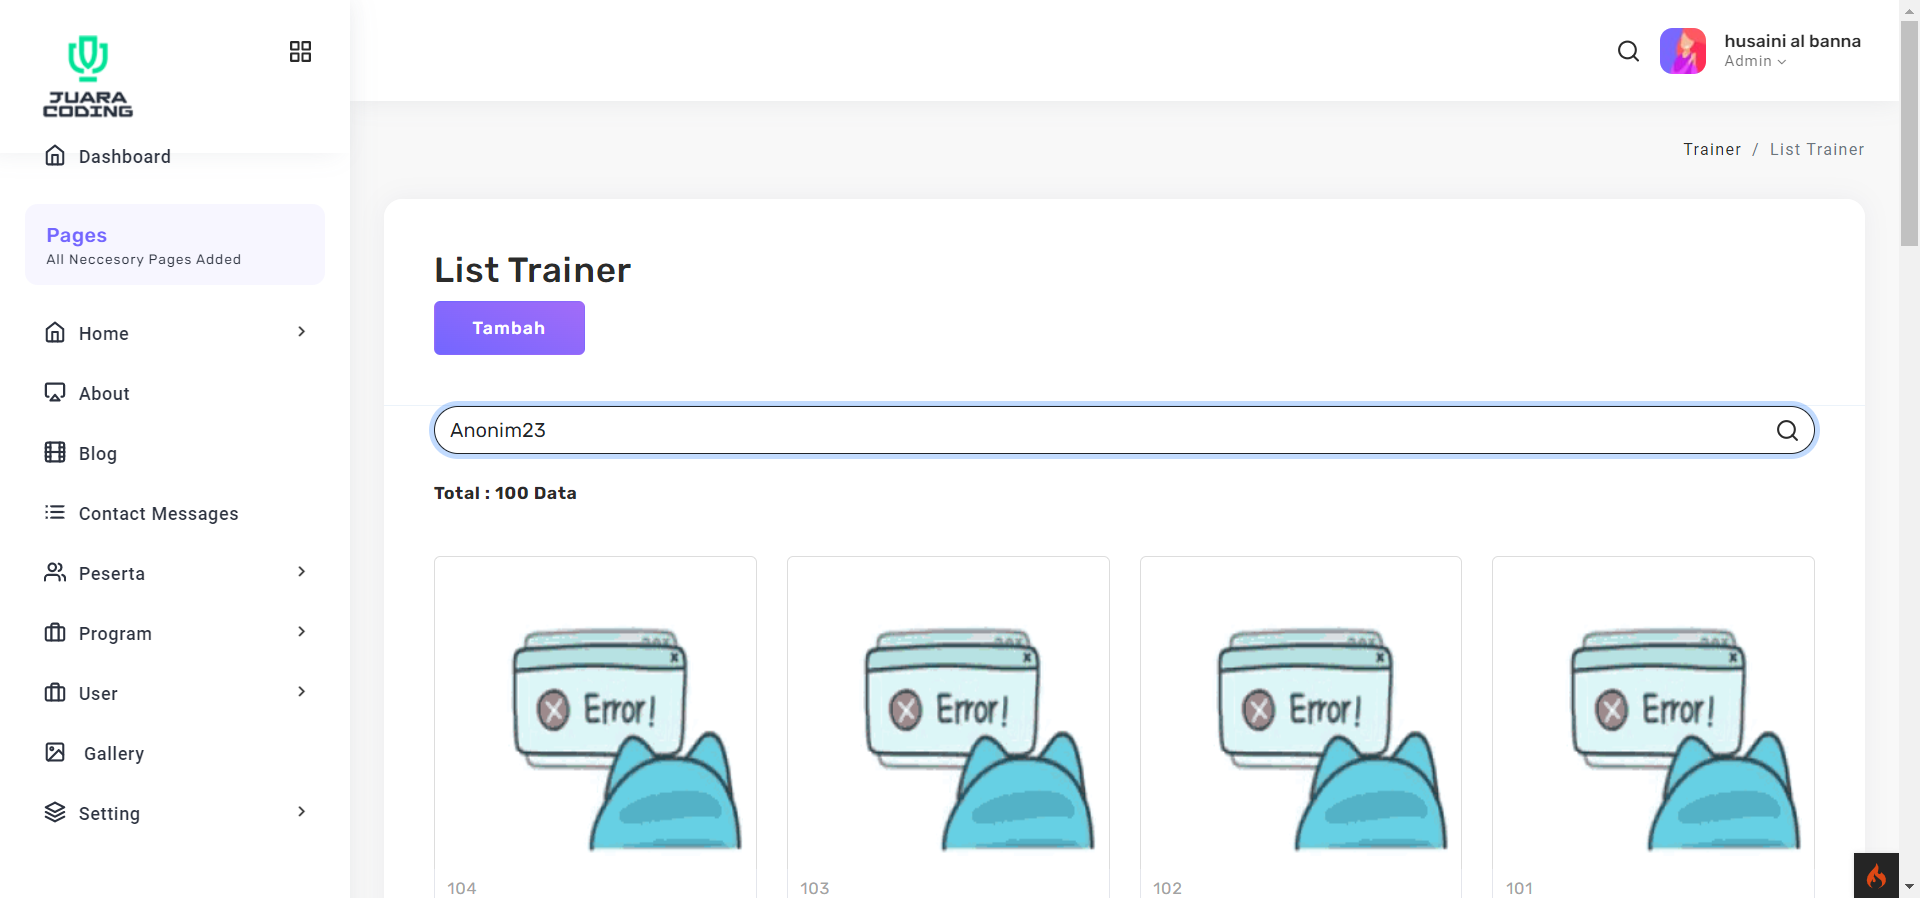 JUARA
CODING
husaini al banna
Admin
Dashboard
Trainer / List Trainer
Pages
All Neccesory Pages Added
List Trainer
Tambah
Home
About
Anonim23
Blog
Total : 100 Data
Contact Messages
Peserta
Program
User
Gallery
Setting
x
x
x
x
X Error!
X Error!
X Error!
X Error!
104
103
102
101